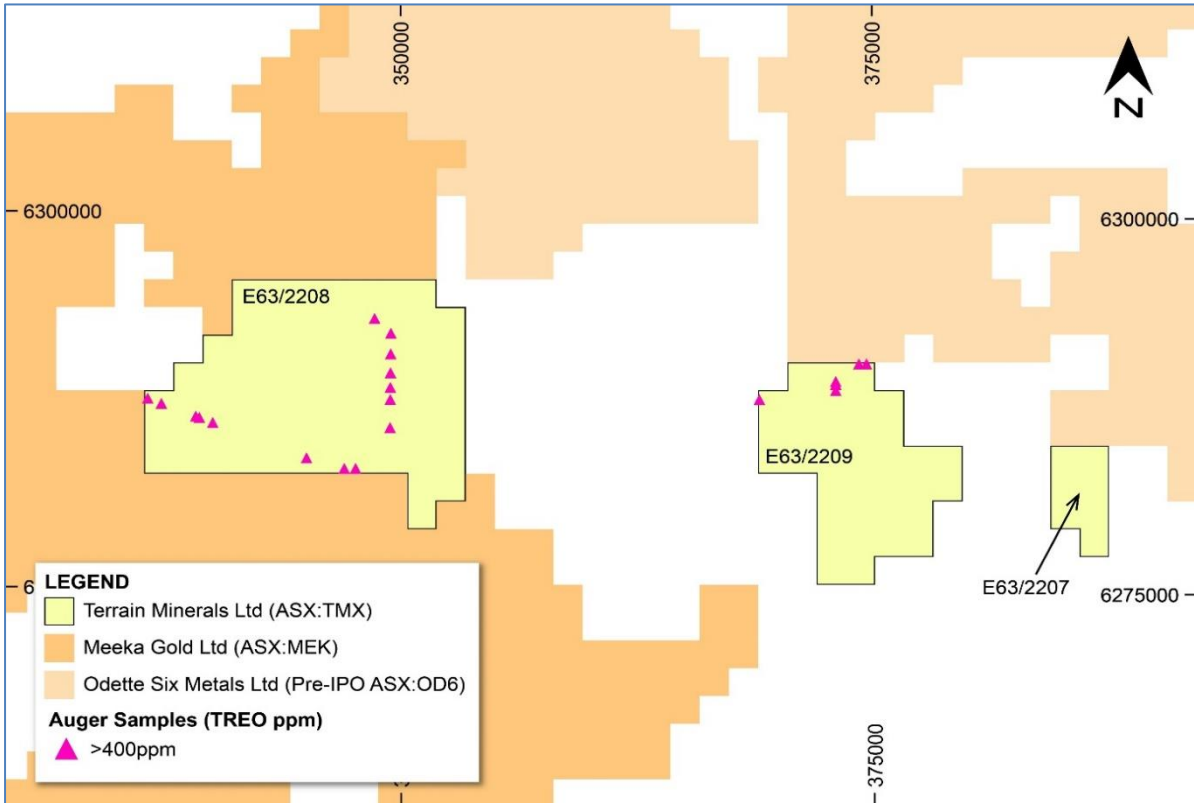 350000
375000
N
6300000
6300000
E63/2208
E63/2209
E63/2207
6275000
LEGEND
Terrain Minerals Ltd (ASX:TMX)
Meeka Gold Ltd (ASX:MEK)
Odette Six Metals Ltd (Pre-IPO ASX:OD6)
Auger Samples (TREO ppm)
>400ppm
375000